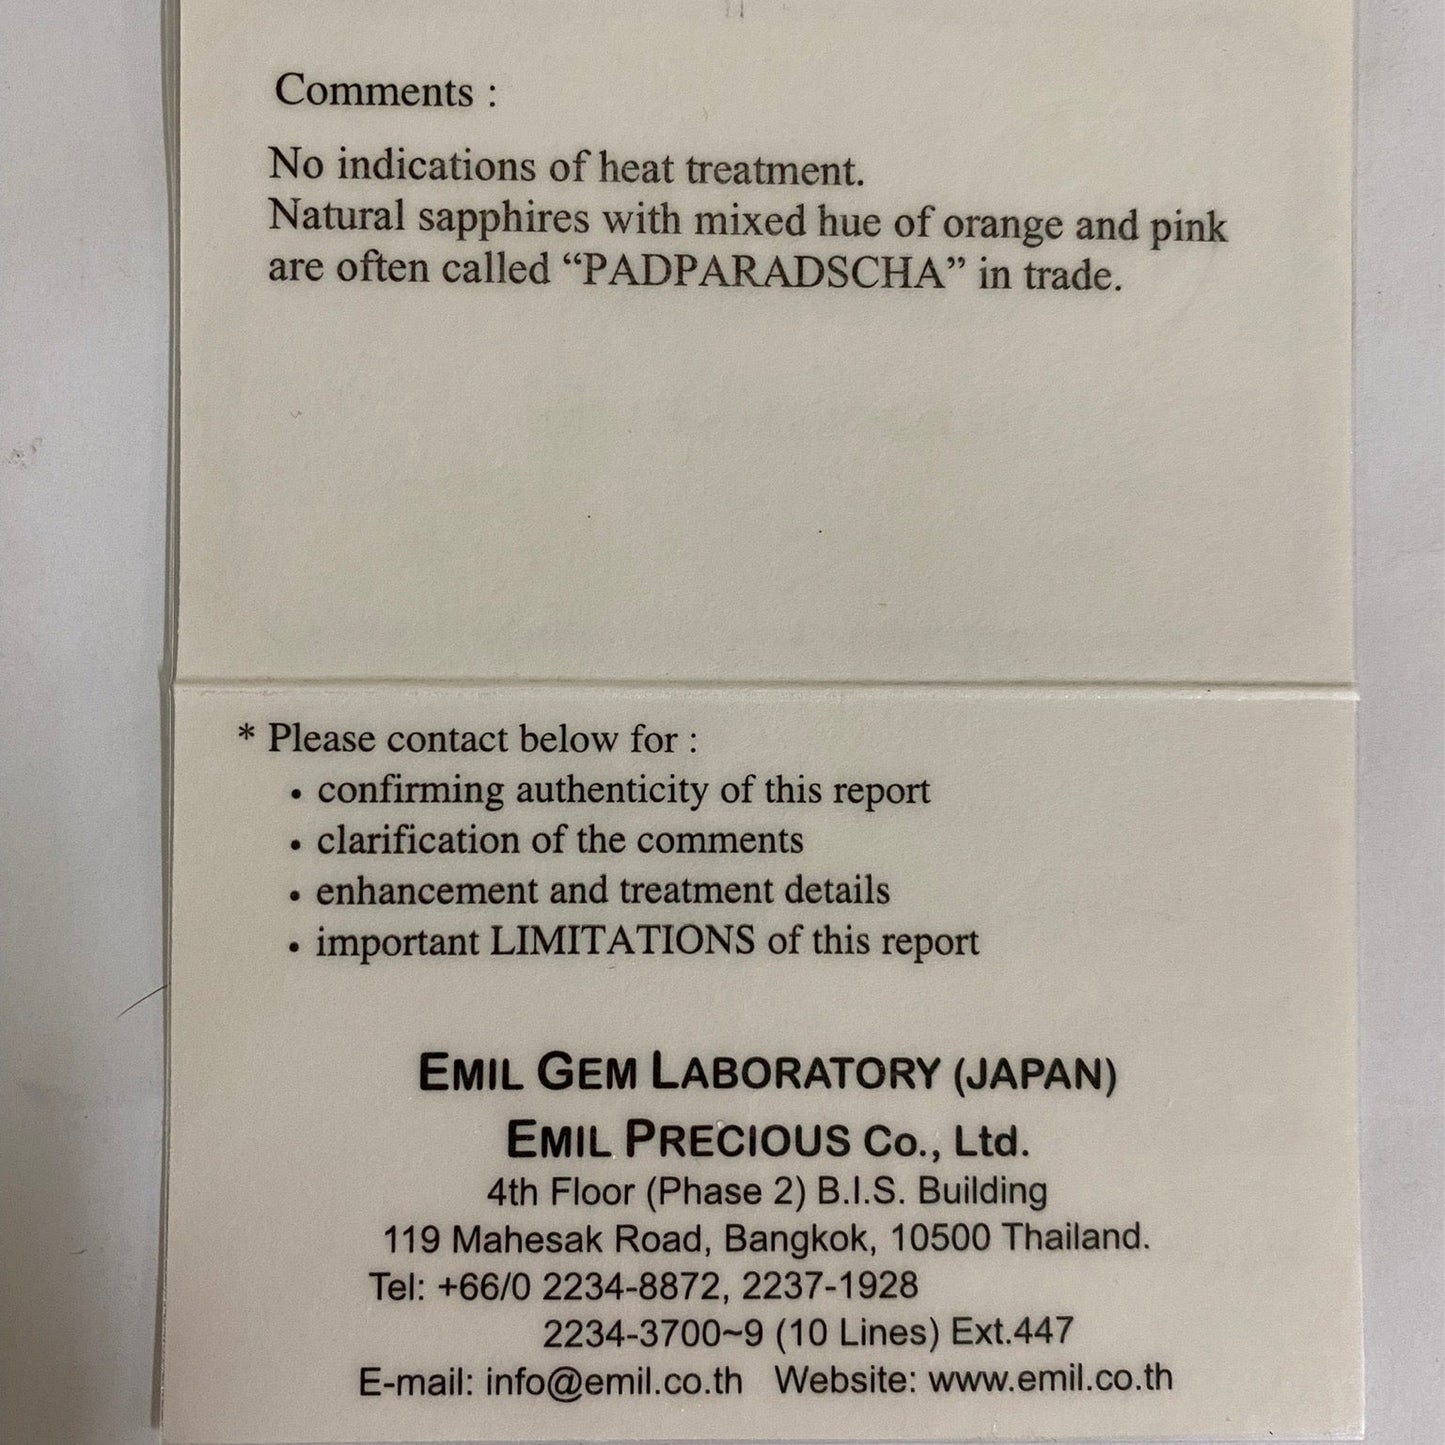 Comments :
No indications of heat treatment.
Natural sapphires with mixed hue of orange and pink
are often called “PADPARADSCHA” in trade.
* Please contact below for :
• confirming authenticity of this report
• clarification of the comments
• enhancement and treatment details
• important LIMITATIONS of this report
EMIL GEM LABORATORY (JAPAN)
EMIL PRECIOUS Co., Ltd.
4th Floor (Phase 2) B.I.S. Building
119 Mahesak Road, Bangkok, 10500 Thailand.
Tel: +66/0 2234-8872, 2237-1928
2234-3700~9 (10 Lines) Ext.447
E-mail: info@emil.co.th Website: www.emil.co.th